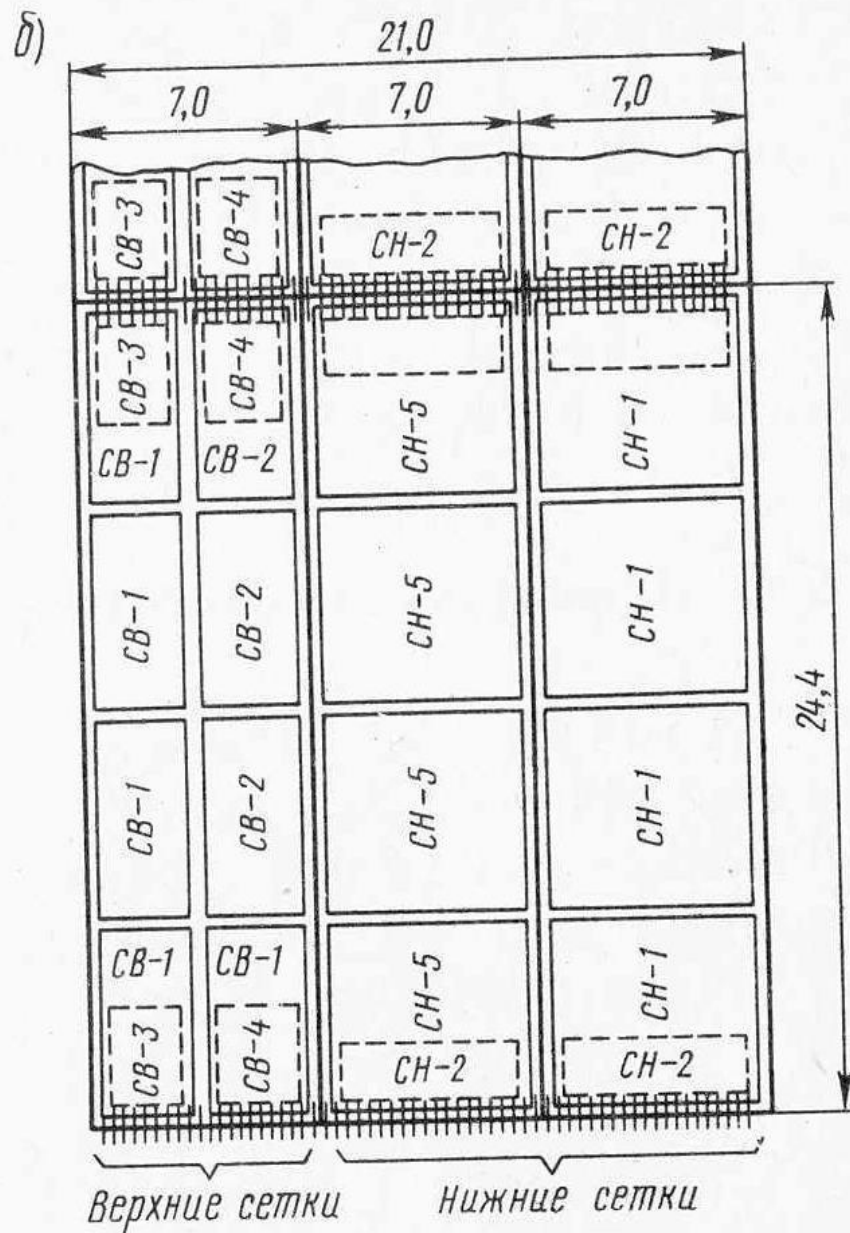 б)
21,0
7,0 7,0 7,0
СВ-3 СВ-4 СН-2 СН-2
СВ-3 СВ-4
СВ-1 СВ-2 СН-5 СН-1
СВ-1 СВ-2 СН-5 СН-1
24,4
СВ-1 СВ-2 СН-5 СН-1
СВ-1 СВ-1 СН-5 СН-1
СВ-3 СВ-4 СН-2 СН-2
Верхние сетки Нижние сетки